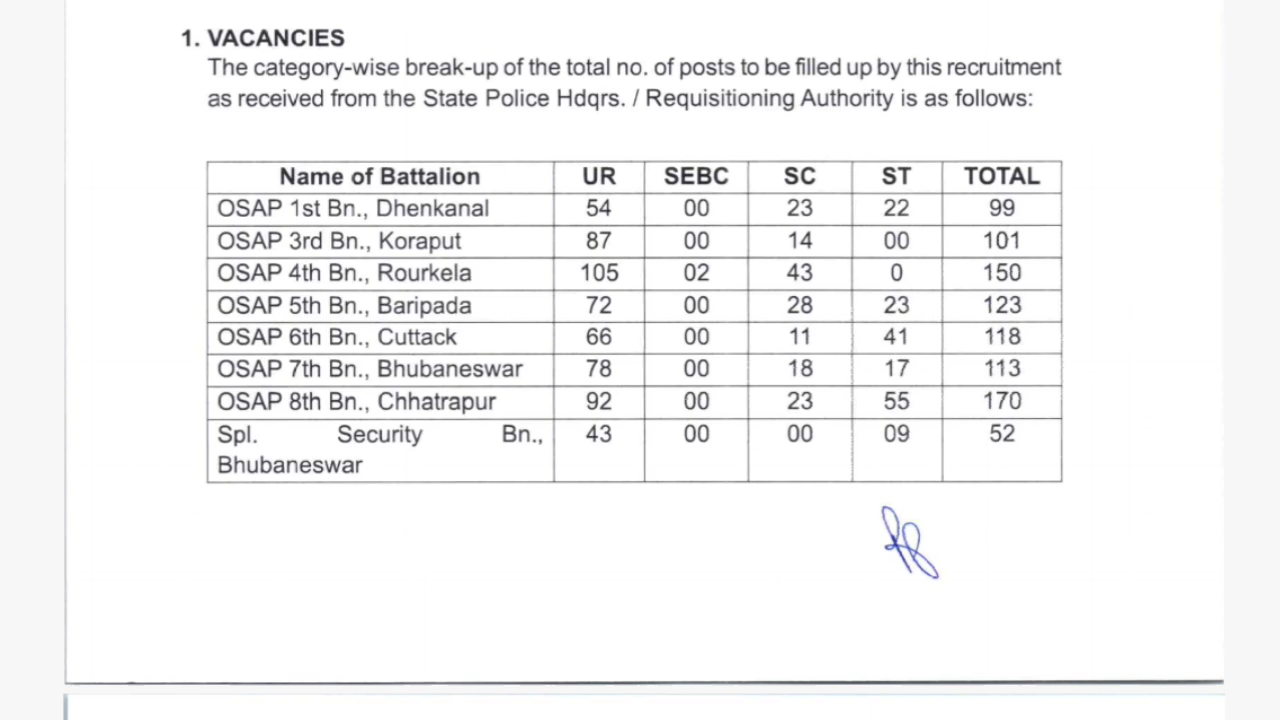 1. VACANCIES
The category-wise break-up of the total no. of posts to be filled up by this recruitment
as received from the State Police Hdqrs. / Requisitioning Authority is as follows:
Name of Battalion UR SEBC SC ST TOTAL
OSAP 1st Bn., Dhenkanal 54 00 23 22 99
OSAP 3rd Bn., Koraput 87 00 14 00 101
OSAP 4th Bn., Rourkela 105 02 43 0 150
OSAP 5th Bn., Baripada 72 00 28 23 123
OSAP 6th Bn., Cuttack 66 00 11 41 118
OSAP 7th Bn., Bhubaneswar 78 00 18 17 113
OSAP 8th Bn., Chhatrapur 92 00 23 55 170
Spl. Security Bn., 43 00 00 09 52
Bhubaneswar